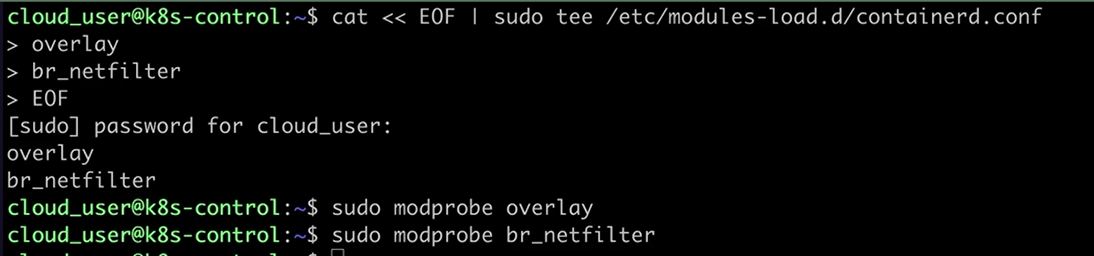 cloud_user@k8s-control:~$ cat << EOF | sudo tee /etc/modules-load.d/containerd.conf
> overlay
> br_netfilter
> EOF
[sudo] password for cloud_user:
overlay
br_netfilter
cloud_user@k8s-control:~$ sudo modprobe overlay
cloud_user@k8s-control:~$ sudo modprobe br_netfilter